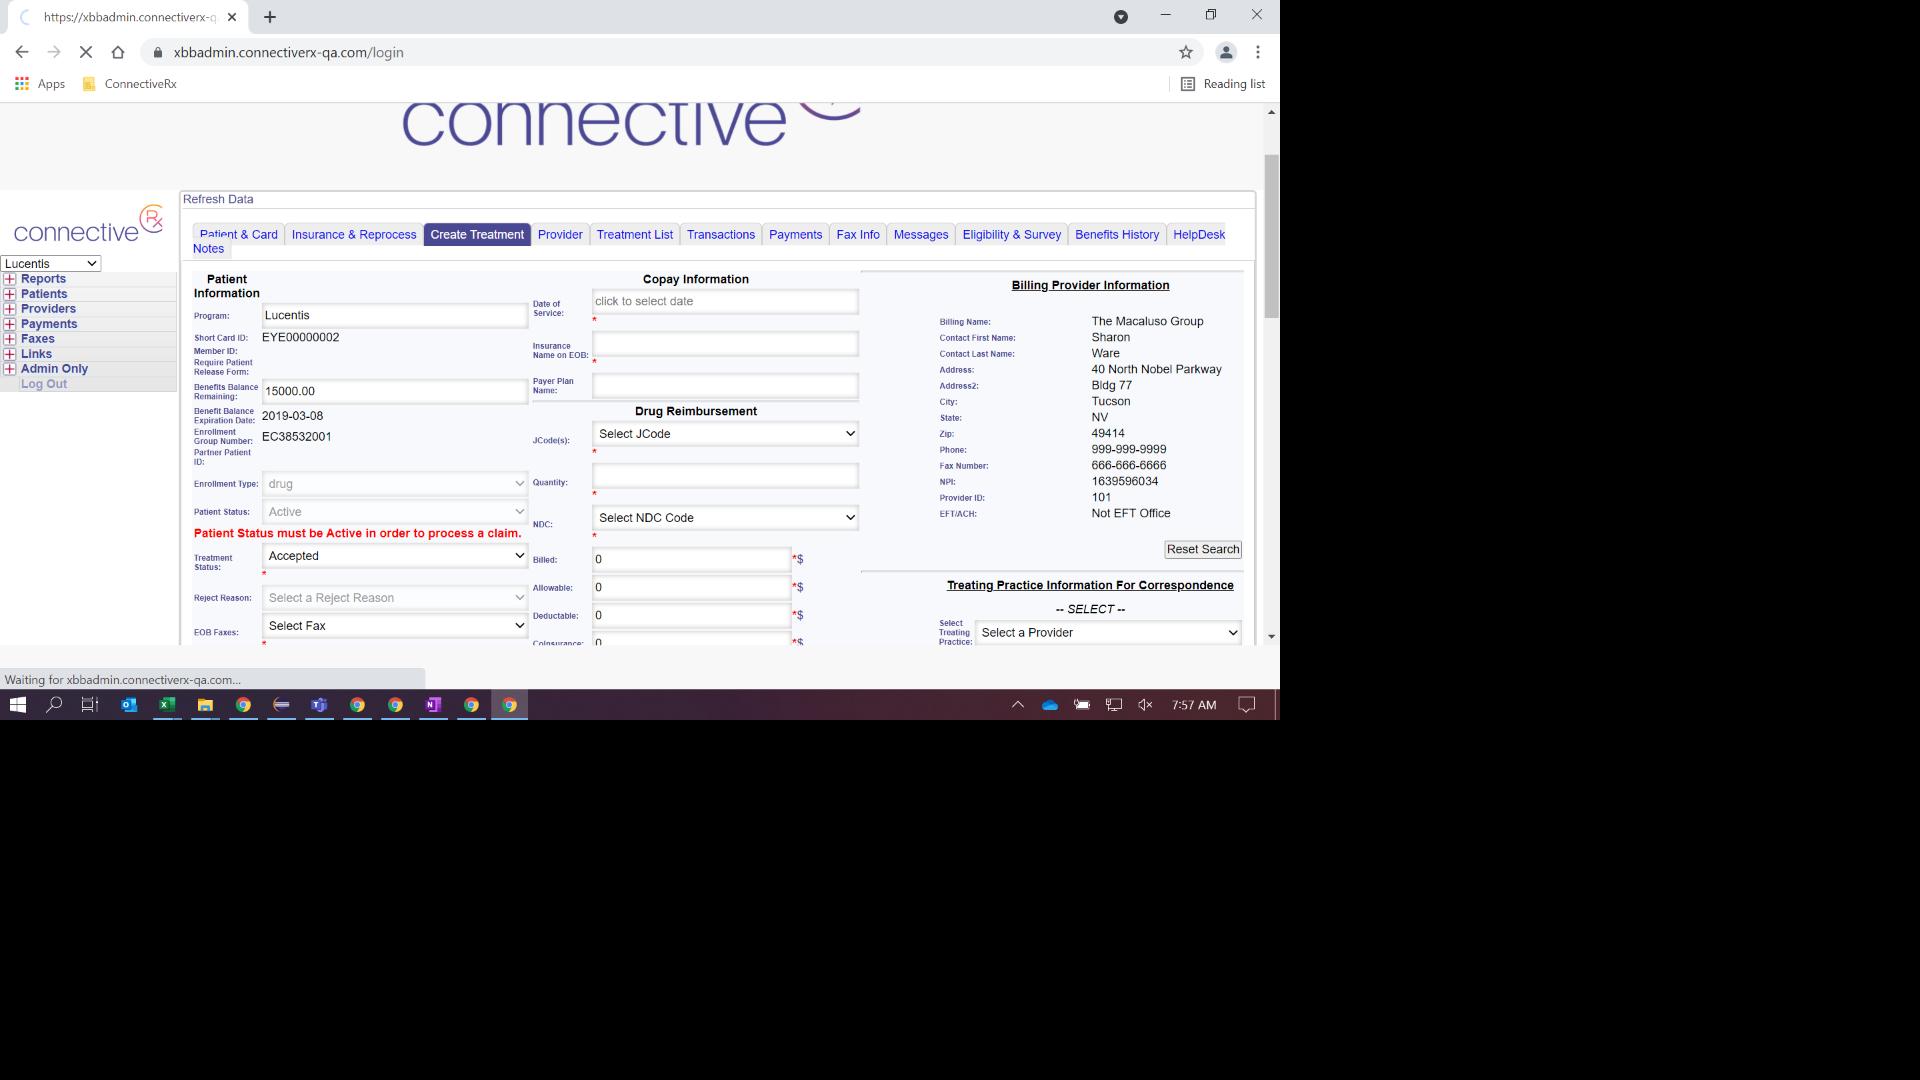 https://xbbadmin.connectiverx-q
xbbadmin.connectiverx-qa.com/login
Apps
ConnectiveRx
Reading list
connective
Refresh Data
connective Rx
Lucentis
Reports
Patients
Providers
Payments
Faxes
Links
Admin Only
Log Out
Patient & Card
Insurance & Reprocess
Create Treatment
Provider
Treatment List
Transactions
Payments
Fax Info
Messages
Eligibility & Survey
Benefits History
HelpDesk
Notes
Patient
Information
Program: Lucentis
Short Card ID: EYE00000002
Member ID:
Require Patient
Release Form:
Benefits Balance
Remaining: 15000.00
Benefit Balance
Expiration Date: 2019-03-08
Enrollment
Group Number: EC38532001
Partner Patient
ID:
Enrollment Type: drug
Patient Status: Active
Patient Status must be Active in order to process a claim.
Treatment
Status: Accepted
*
Reject Reason: Select a Reject Reason
EOB Faxes: Select Fax
*
Copay Information
Date of
Service: click to select date
*
Insurance
Name on EOB:
*
Payer Plan
Name:
Drug Reimbursement
JCode(s): Select JCode
*
Quantity:
*
NDC: Select NDC Code
*
Billed: 0 *$
Allowable: 0 *$
Deductable: 0 *$
Coinsurance: 0 *$
Billing Provider Information
Billing Name: The Macaluso Group
Contact First Name: Sharon
Contact Last Name: Ware
Address: 40 North Nobel Parkway
Address2: Bldg 77
City: Tucson
State: NV
Zip: 49414
Phone: 999-999-9999
Fax Number: 666-666-6666
NPI: 1639596034
Provider ID: 101
EFT/ACH: Not EFT Office
Reset Search
Treating Practice Information For Correspondence
-- SELECT --
Select
Treating
Practice: Select a Provider
Waiting for xbbadmin.connectiverx-qa.com...
7:57 AM